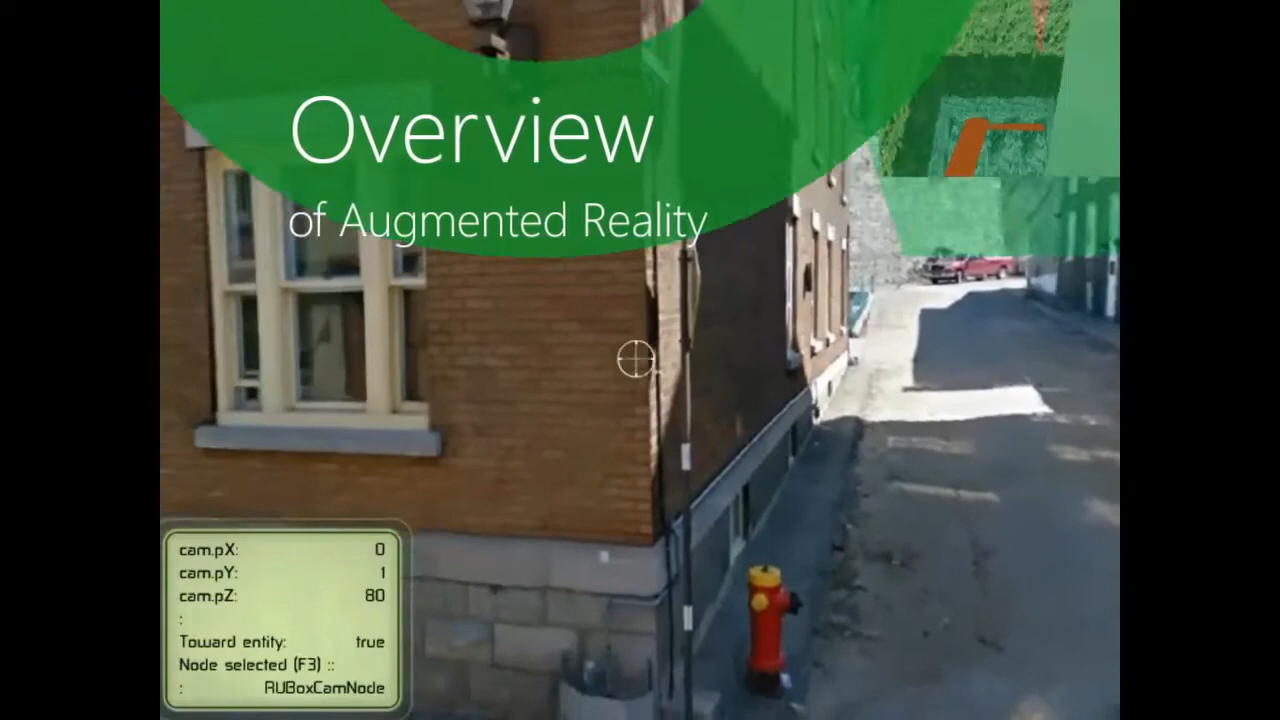 Overview
of Augmented Reality
cam.pX: 0
cam.pY: 1
cam.pZ: 80
:
Toward entity: true
Node selected (F3) ::
: RUBoxCamNode